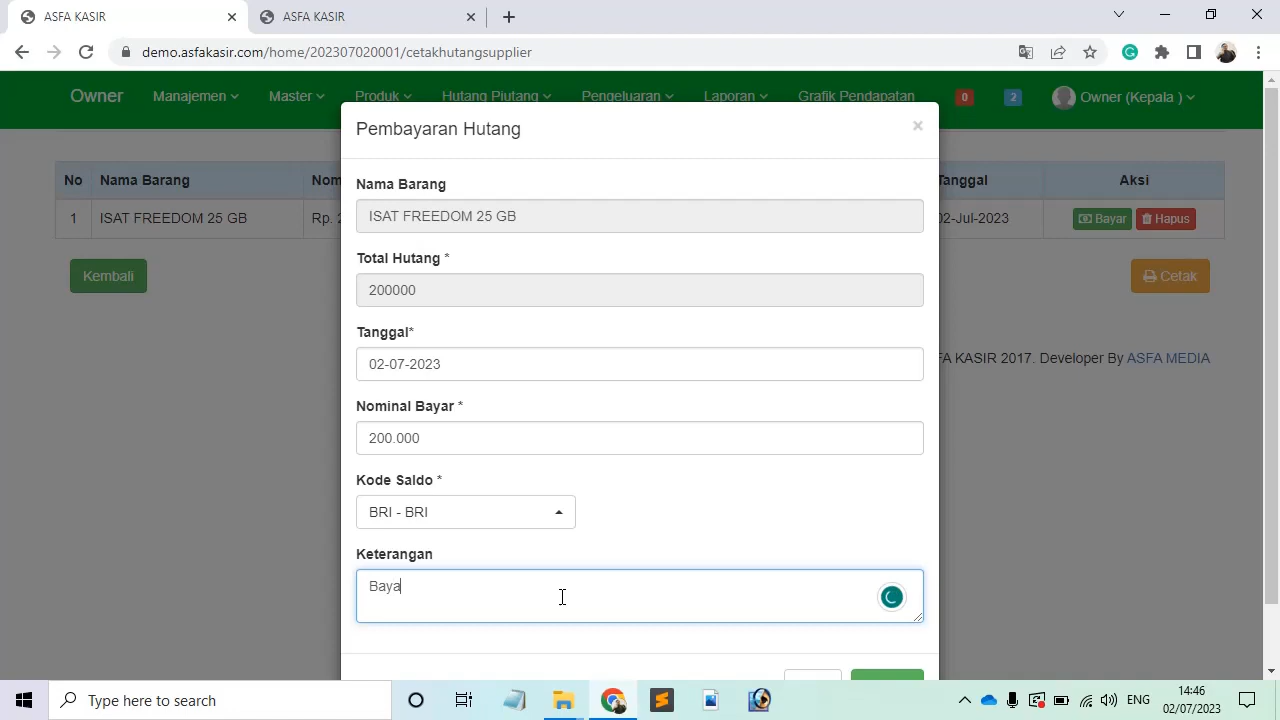 ASFA KASIR
ASFA KASIR
demo.asfakasir.com/home/202307020001/cetakhutangsupplier
Owner Manajemen Master Produk Hutang Piutang Pengeluaran Laporan Grafik Pendapatan 0 2 Owner (Kepala )
Pembayaran Hutang ×
No Nama Barang Nom Tanggal Aksi
1 ISAT FREEDOM 25 GB Rp. 2 02-Jul-2023 Bayar Hapus
Kembali Cetak
Nama Barang
ISAT FREEDOM 25 GB
Total Hutang *
200000
Tanggal*
02-07-2023
FA KASIR 2017. Developer By ASFA MEDIA
Nominal Bayar *
200.000
Kode Saldo *
BRI - BRI
Keterangan
Baya
Type here to search
ENG
14:46
02/07/2023